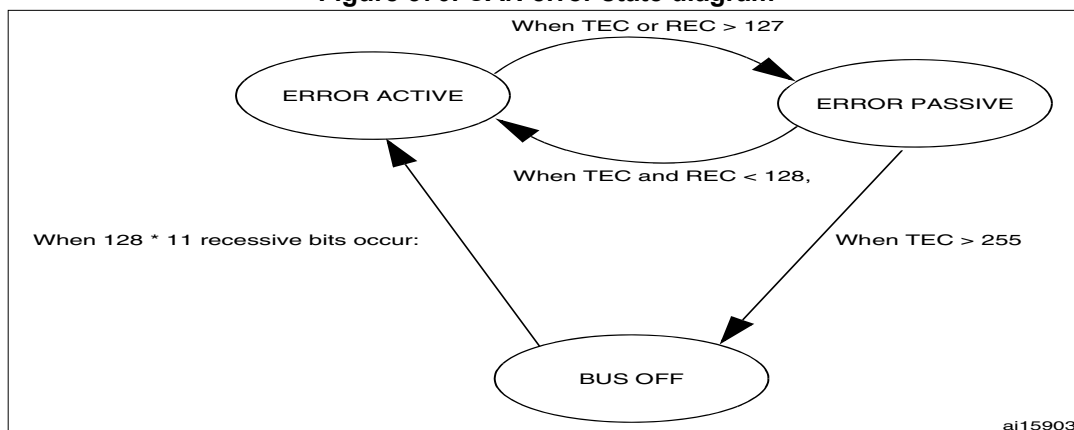 When TEC or REC > 127
ERROR ACTIVE
ERROR PASSIVE
When TEC and REC < 128,
When 128 * 11 recessive bits occur:
When TEC > 255
BUS OFF
ai15903